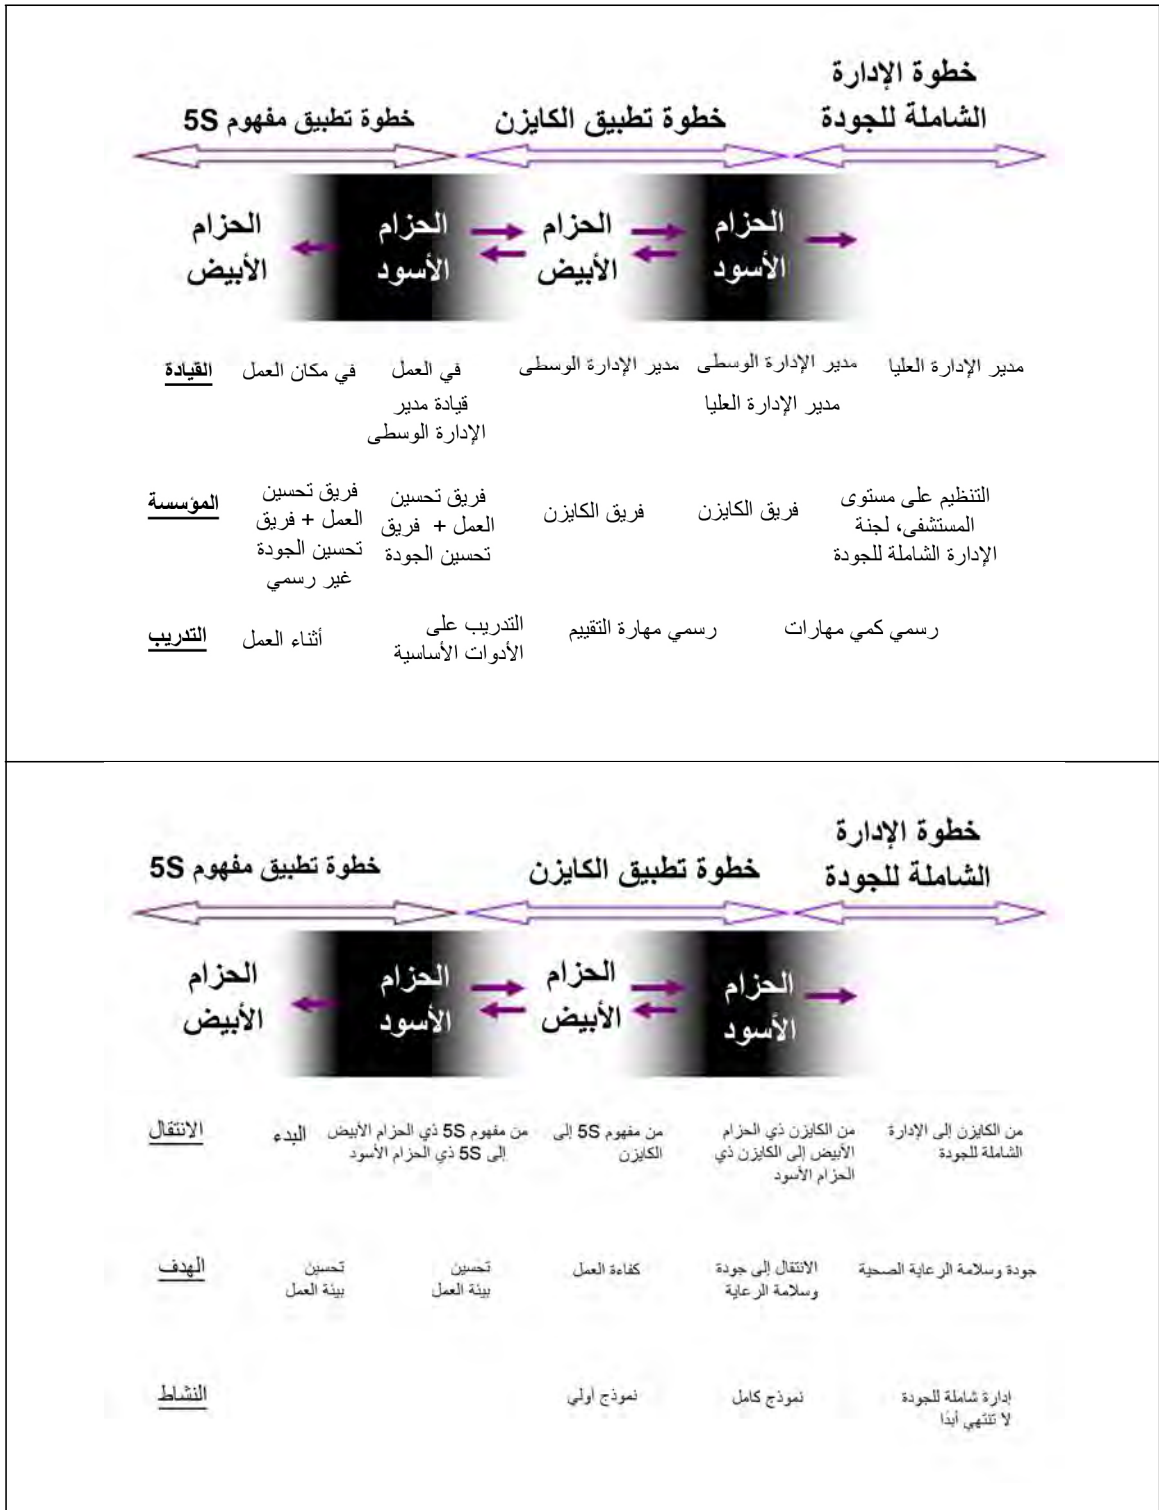 خطوة الإدارة
الشاملة للجودة
خطوة تطبيق الكايزن
خطوة تطبيق مفهوم 5S
الحزام
الأبيض
الحزام
الأسود
الحزام
الأبيض
الحزام
الأسود
القيادة
في مكان العمل
في العمل
قيادة مدير
الإدارة الوسطى
مدير الإدارة الوسطى
مدير الإدارة الوسطى
مدير الإدارة العليا
مدير الإدارة العليا
المؤسسة
فريق تحسين
العمل + فريق
تحسين الجودة
غير رسمي
فريق تحسين
العمل + فريق
تحسين الجودة
فريق الكايزن
فريق الكايزن
التنظيم على مستوى
المستشفى، لجنة
الإدارة الشاملة للجودة
التدريب
أثناء العمل
التدريب على
الأدوات الأساسية
رسمي مهارة التقييم
رسمي كمي مهارات
خطوة الإدارة
الشاملة للجودة
خطوة تطبيق الكايزن
خطوة تطبيق مفهوم 5S
الحزام
الأبيض
الحزام
الأسود
الحزام
الأبيض
الحزام
الأسود
الانتقال
البدء
من مفهوم 5S ذي الحزام الأبيض
إلى 5S ذي الحزام الأسود
من مفهوم 5S إلى
الكايزن
من الكايزن ذي الحزام
الأبيض إلى الكايزن ذي
الحزام الأسود
من الكايزن إلى الإدارة
الشاملة للجودة
الهدف
تحسين
بيئة العمل
تحسين
بيئة العمل
كفاءة العمل
الانتقال إلى جودة
وسلامة الرعاية
جودة وسلامة الرعاية الصحية
النشاط
نموذج أولي
نموذج كامل
إدارة شاملة للجودة
لا تنتهي أبدًا